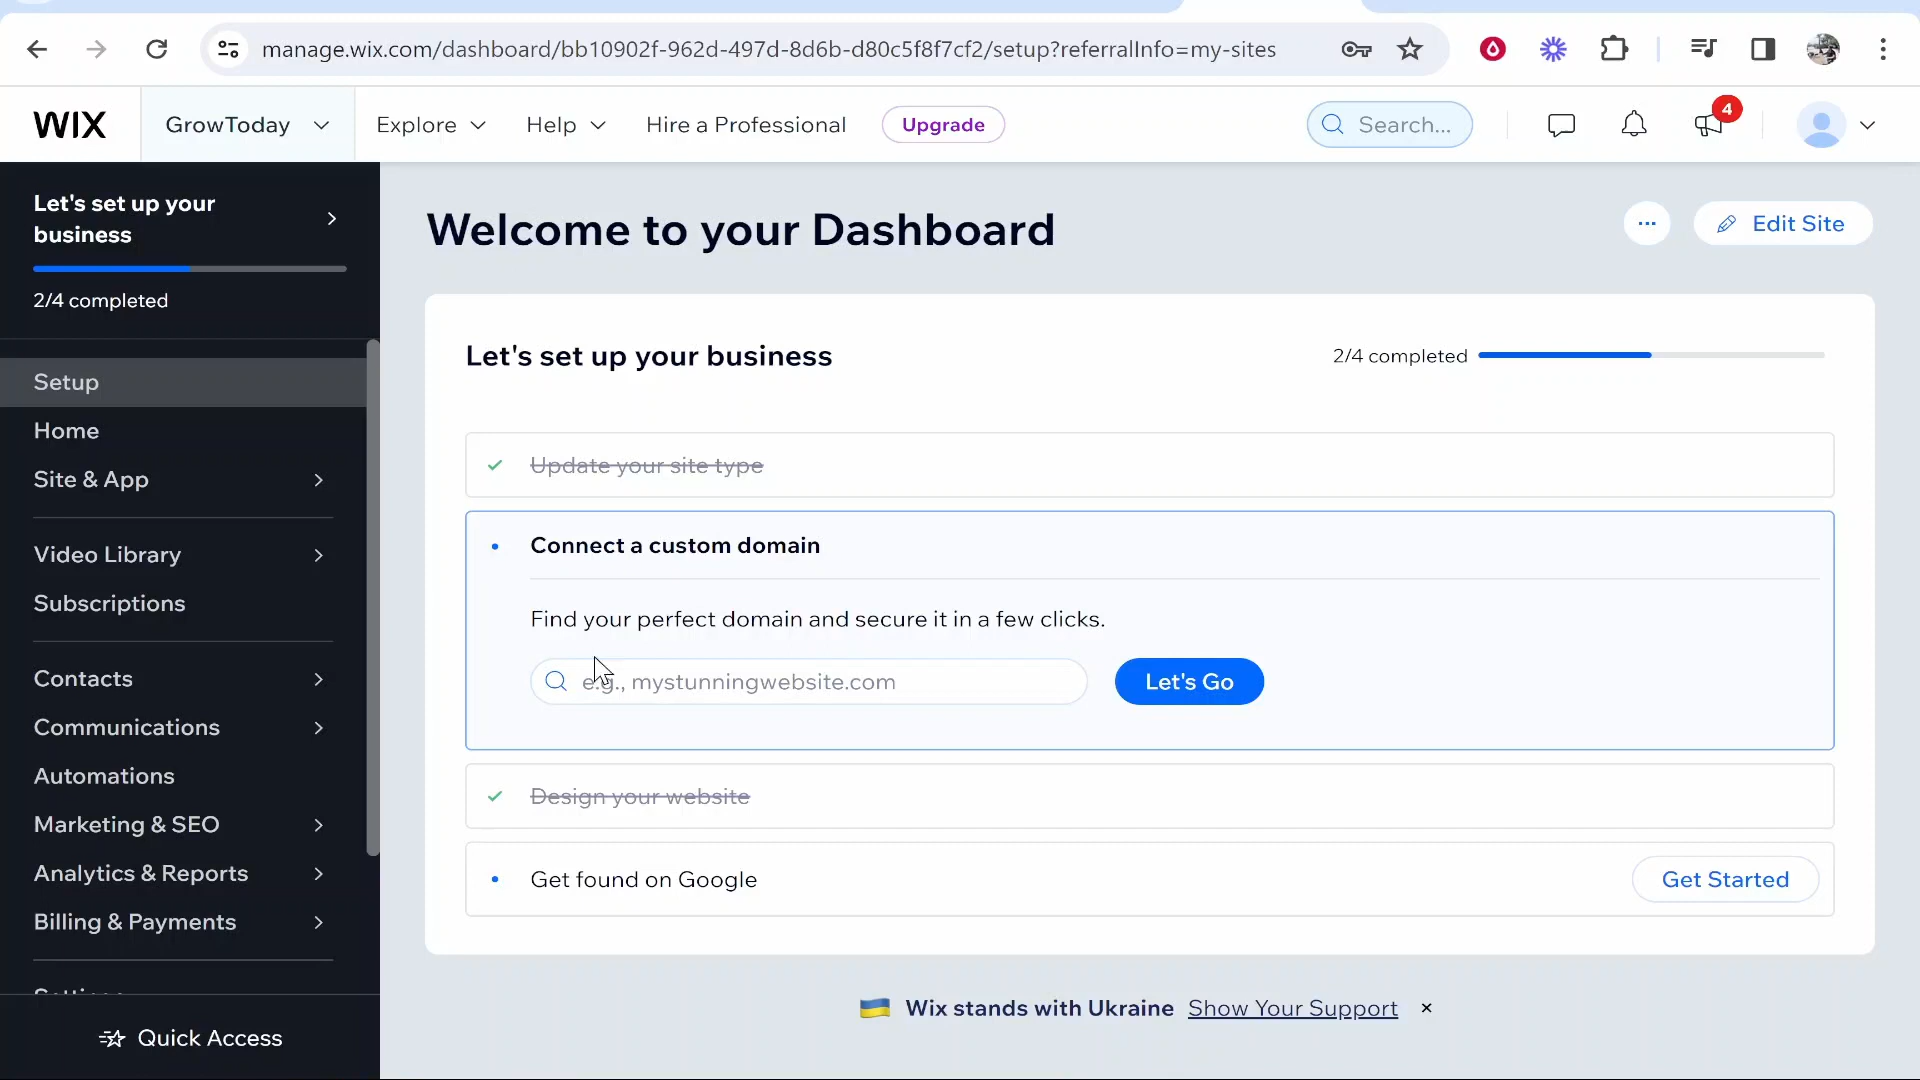 manage.wix.com/dashboard/bb10902f-962d-497d-8d6b-d80c5f8f7cf2/setup?referralInfo=my-sites
WIX
GrowToday
Explore
Help
Hire a Professional
Upgrade
Search...
4
Let's set up your
business
2/4 completed
Setup
Home
Site & App
Video Library
Subscriptions
Contacts
Communications
Automations
Marketing & SEO
Analytics & Reports
Billing & Payments
Quick Access
Welcome to your Dashboard
Edit Site
Let's set up your business
2/4 completed
Update your site type
Connect a custom domain
Find your perfect domain and secure it in a few clicks.
e.g., mystunningwebsite.com
Let's Go
Design your website
Get found on Google
Get Started
Wix stands with Ukraine Show Your Support